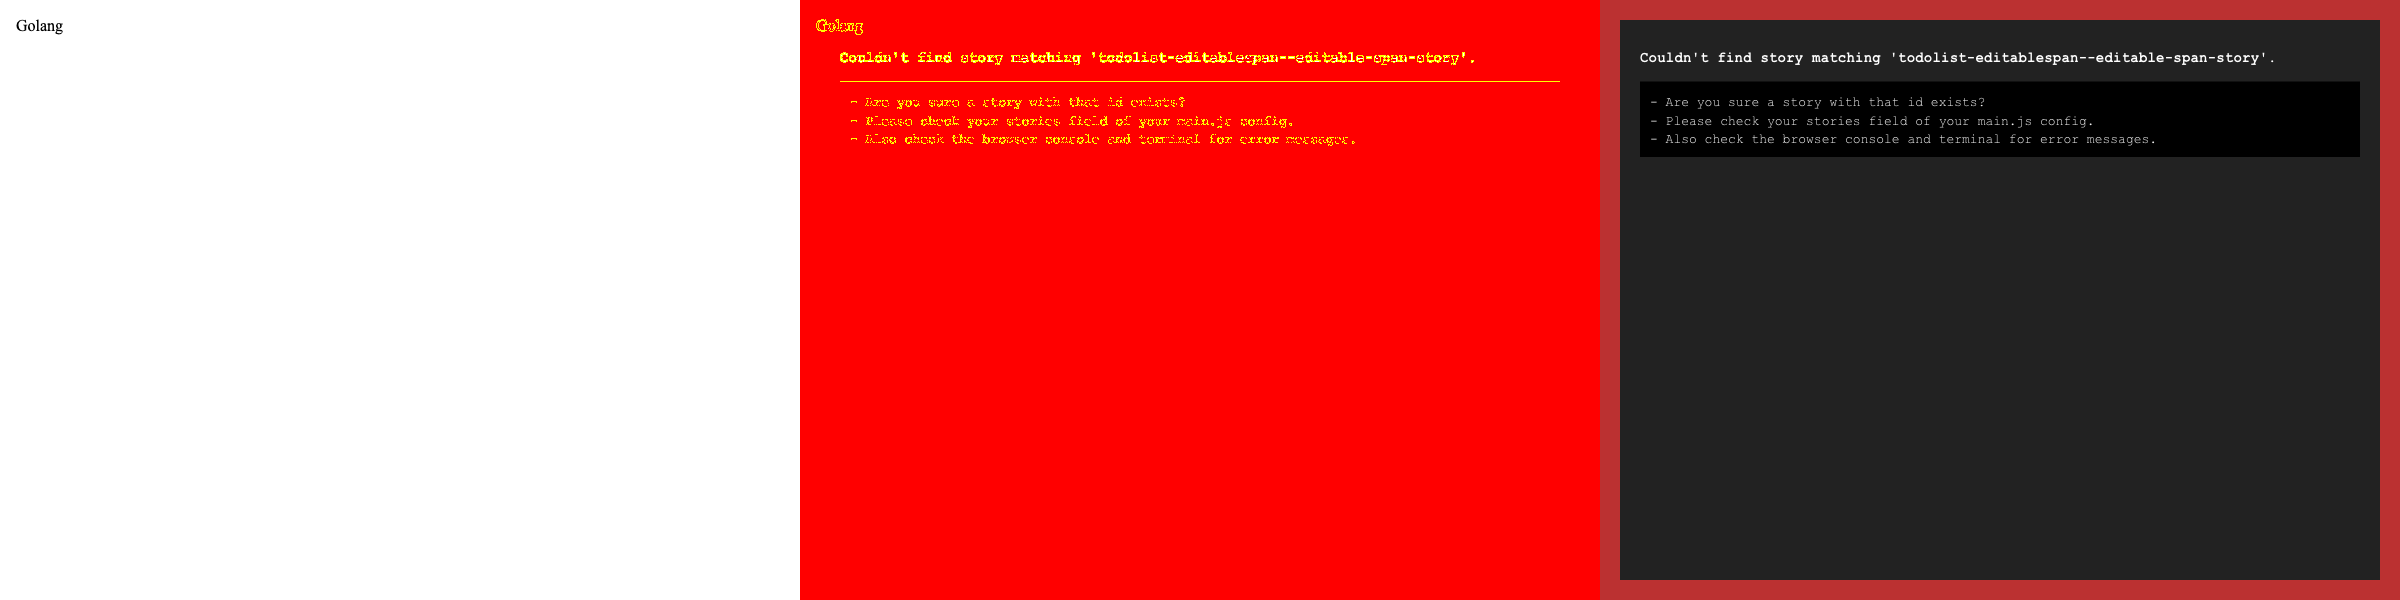 Golang
Golang
Couldn't find story matching 'todolist-editablespan--editable-span-story'.
- Are you sure a story with that id exists?
- Please check your stories field of your main.js config.
- Also check the browser console and terminal for error messages.
Couldn't find story matching 'todolist-editablespan--editable-span-story'.
- Are you sure a story with that id exists?
- Please check your stories field of your main.js config.
- Also check the browser console and terminal for error messages.